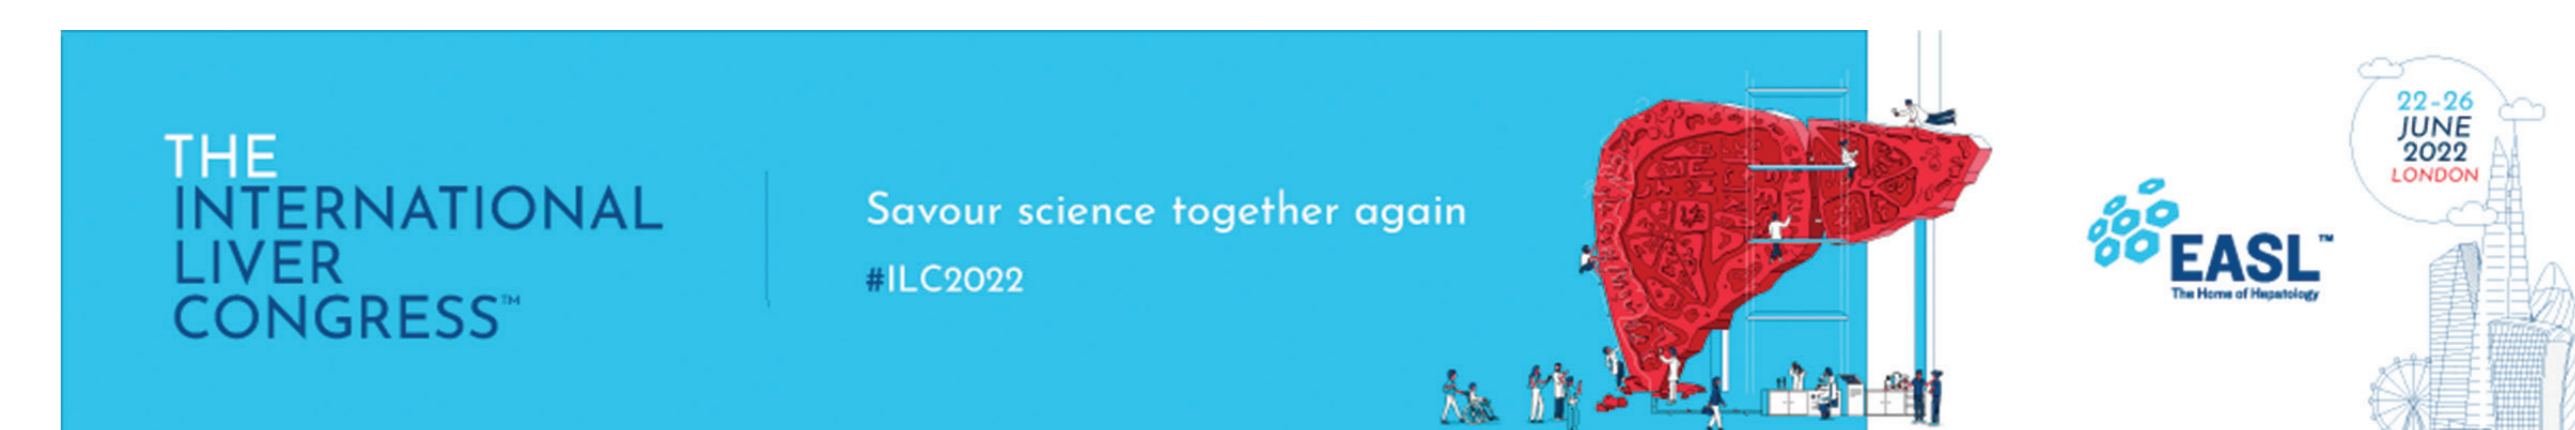 THE
INTERNATIONAL
LIVER
CONGRESS™
Savour science together again
#ILC2022
EASL™
The Home of Hepatology
22-26
JUNE
2022
LONDON